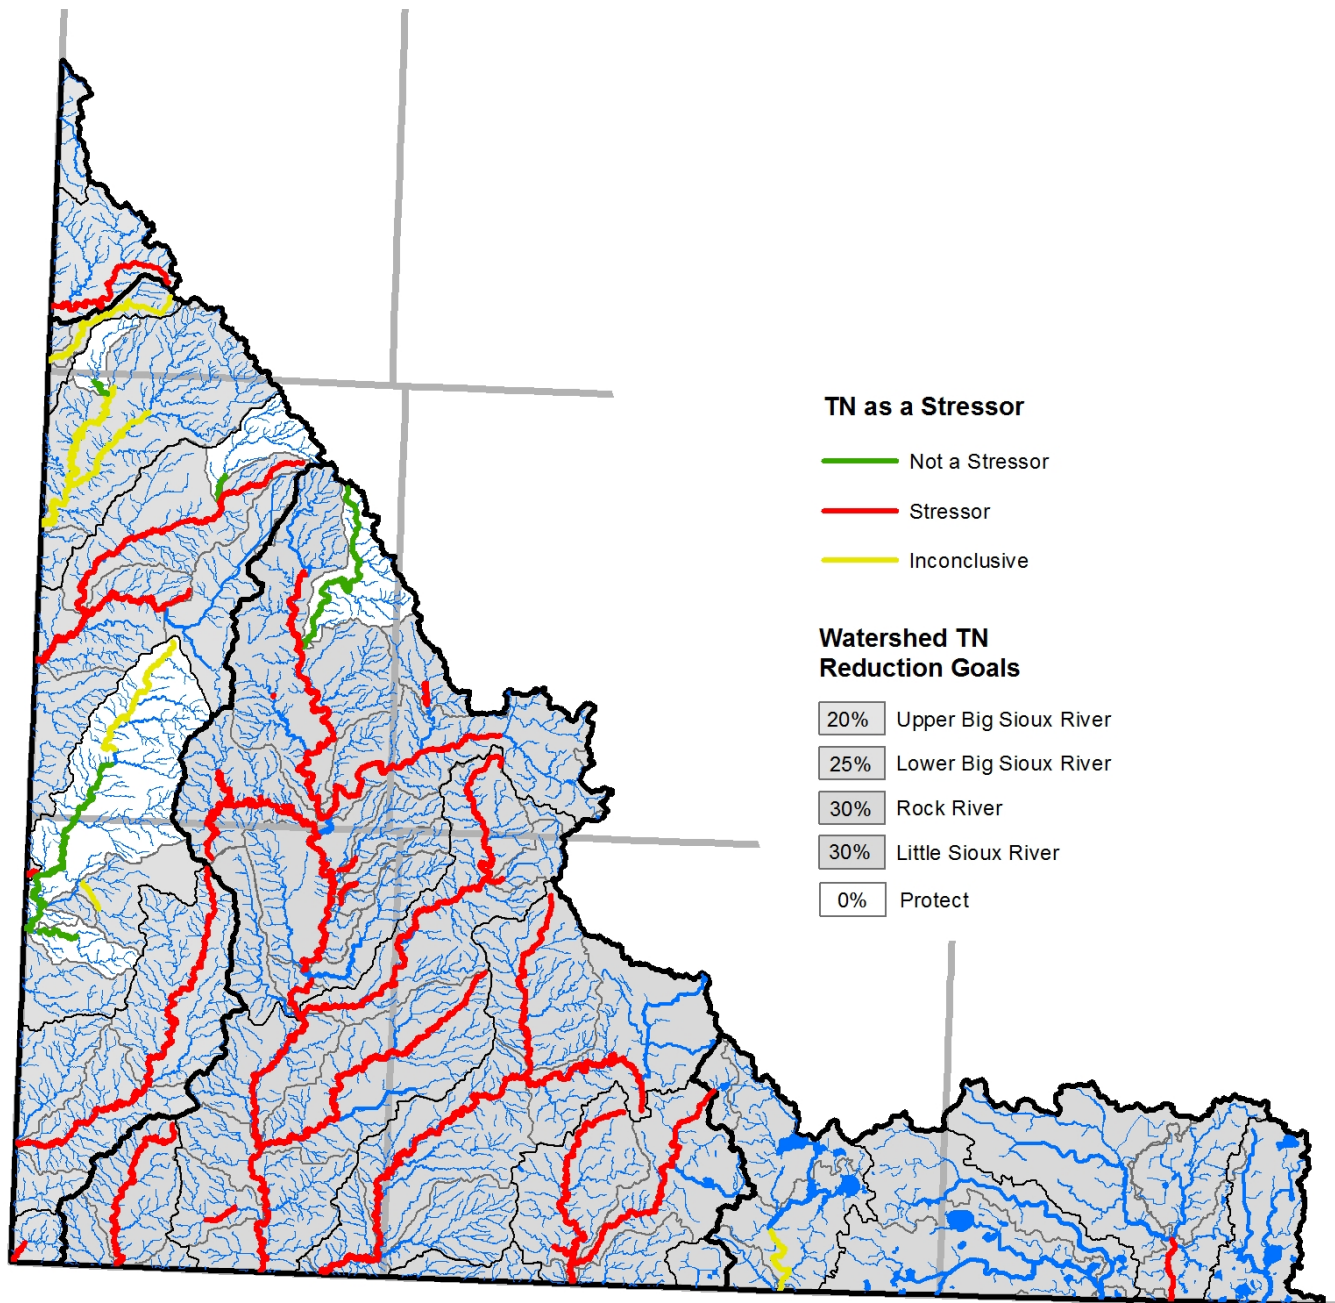 TN as a Stressor
Not a Stressor
Stressor
Inconclusive
Watershed TN
Reduction Goals
20% Upper Big Sioux River
25% Lower Big Sioux River
30% Rock River
30% Little Sioux River
0% Protect